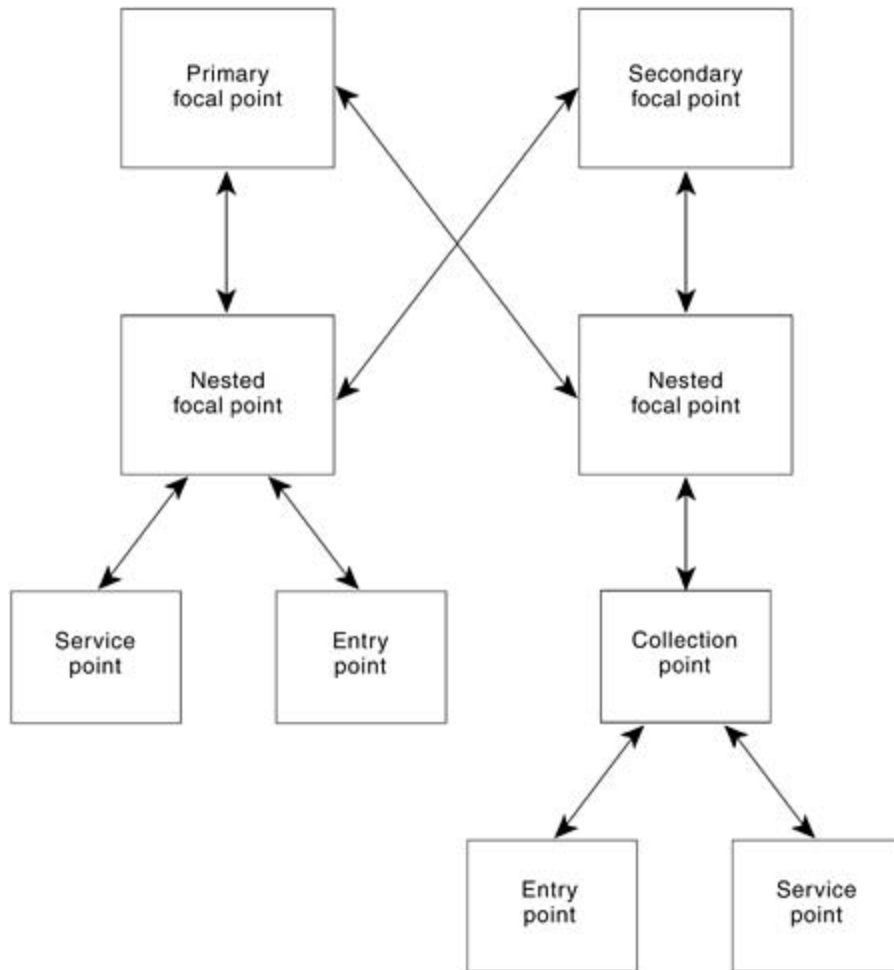 Primary
focal point
Secondary
focal point
Nested
focal point
Nested
focal point
Service
point
Entry
point
Collection
point
Entry
point
Service
point